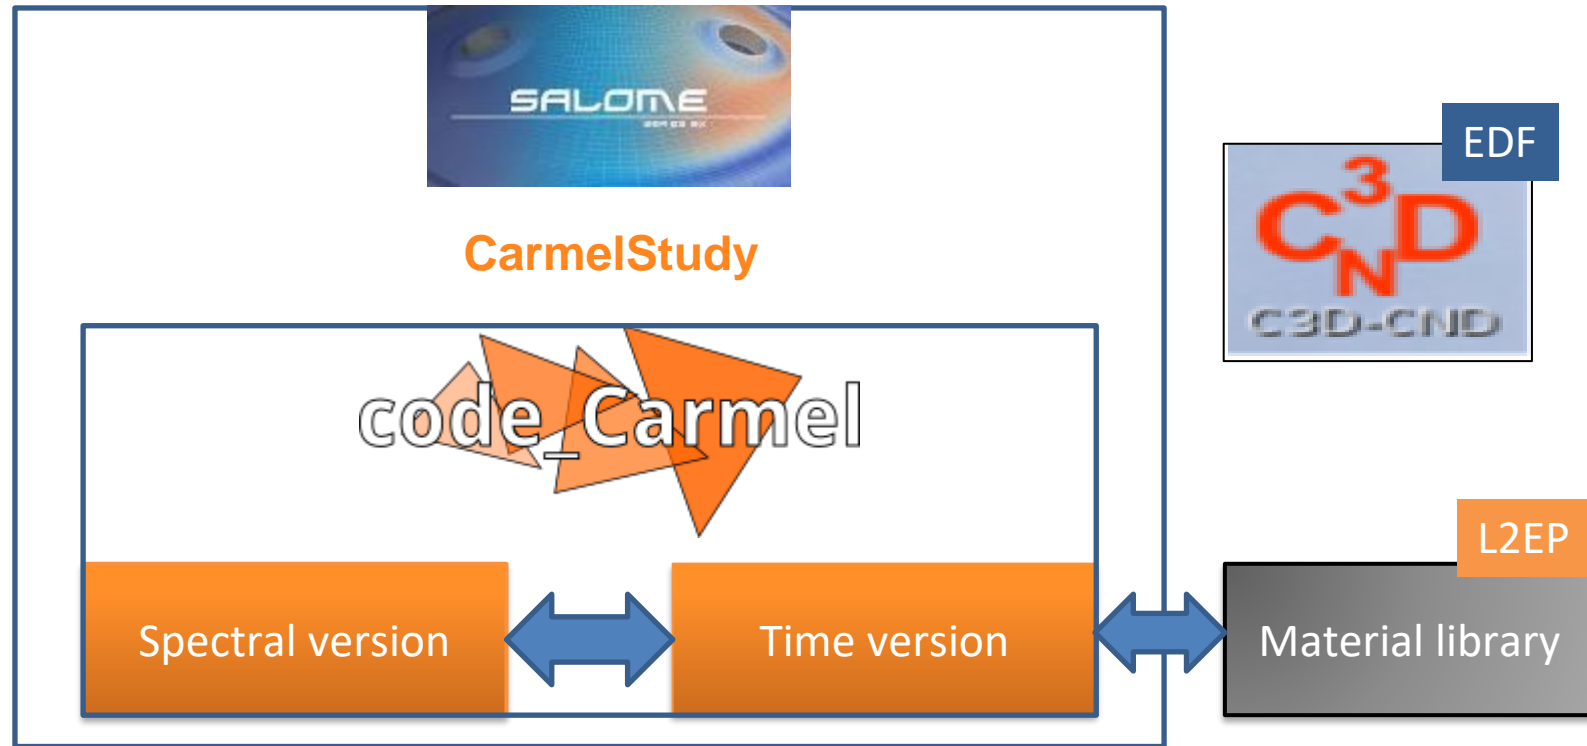 SALOME
CarmelStudy
code_Carmel
Spectral version
Time version
EDF
C3ND
C3D-CND
L2EP
Material library